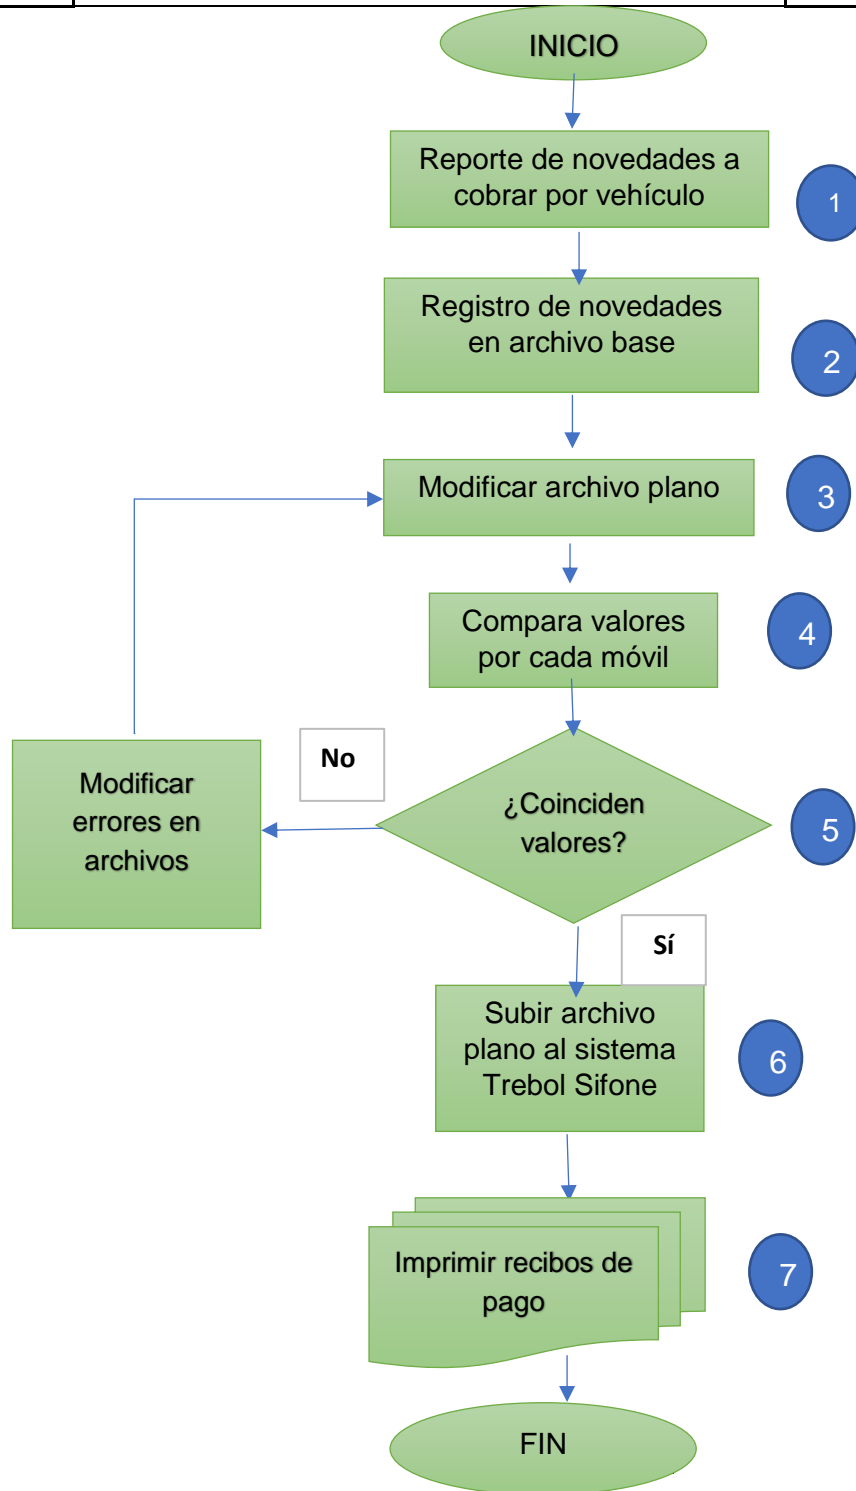 INICIO
Reporte de novedades a
cobrar por vehículo
1
Registro de novedades
en archivo base
2
Modificar archivo plano
3
Compara valores
por cada móvil
4
No
Modificar
errores en
archivos
¿Coinciden
valores?
5
Sí
Subir archivo
plano al sistema
Trebol Sifone
6
Imprimir recibos de
pago
7
FIN